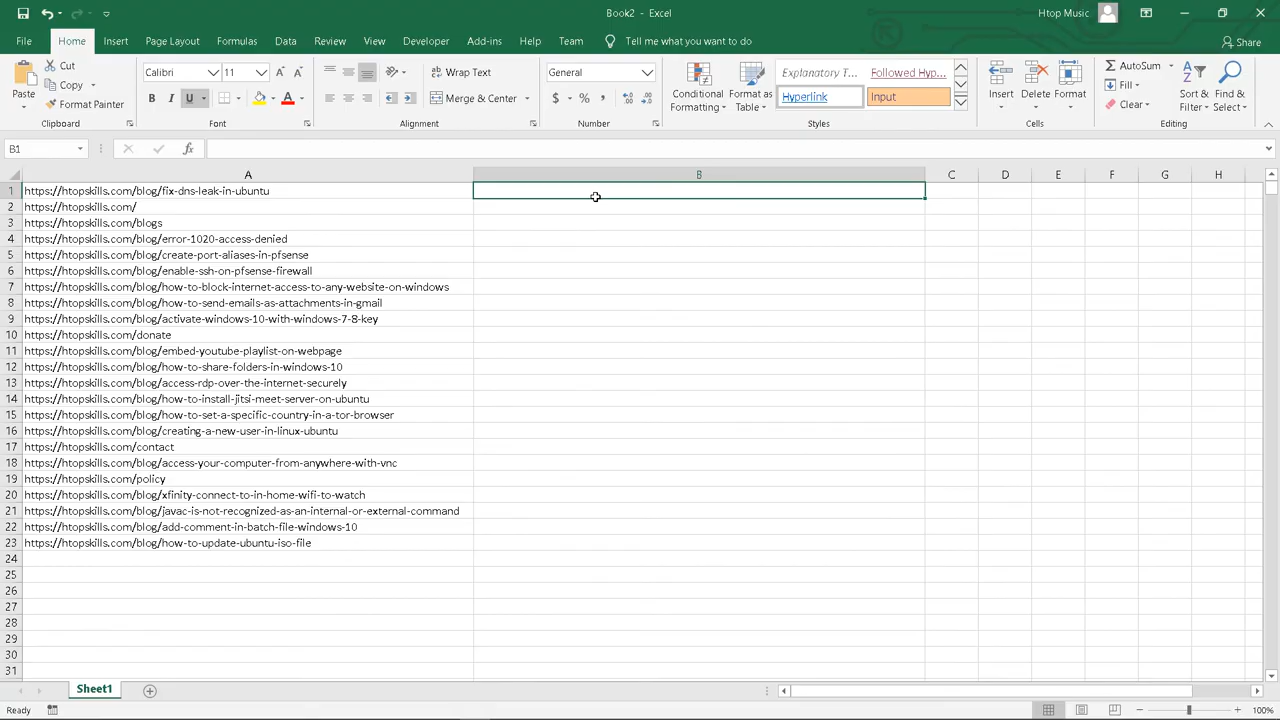 Book2 - Excel
Htop Music
File Home Insert Page Layout Formulas Data Review View Developer Add-ins Help Team Tell me what you want to do Share
Paste Cut Copy Format Painter Clipboard
Calibri 11 B I U A A A Font
Wrap Text Merge & Center Alignment
General $ % , Number
Conditional Formatting Format as Table Explanatory T... Followed Hyp... Hyperlink Input Styles
Insert Delete Format Cells
AutoSum Fill Clear Sort & Filter Find & Select Editing
B1 fx
A B C D E F G H
1 https://htopskills.com/blog/fix-dns-leak-in-ubuntu
2 https://htopskills.com/
3 https://htopskills.com/blogs
4 https://htopskills.com/blog/error-1020-access-denied
5 https://htopskills.com/blog/create-port-aliases-in-pfsense
6 https://htopskills.com/blog/enable-ssh-on-pfsense-firewall
7 https://htopskills.com/blog/how-to-block-internet-access-to-any-website-on-windows
8 https://htopskills.com/blog/how-to-send-emails-as-attachments-in-gmail
9 https://htopskills.com/blog/activate-windows-10-with-windows-7-8-key
10 https://htopskills.com/donate
11 https://htopskills.com/blog/embed-youtube-playlist-on-webpage
12 https://htopskills.com/blog/how-to-share-folders-in-windows-10
13 https://htopskills.com/blog/access-rdp-over-the-internet-securely
14 https://htopskills.com/blog/how-to-install-jitsi-meet-server-on-ubuntu
15 https://htopskills.com/blog/how-to-set-a-specific-country-in-a-tor-browser
16 https://htopskills.com/blog/creating-a-new-user-in-linux-ubuntu
17 https://htopskills.com/contact
18 https://htopskills.com/blog/access-your-computer-from-anywhere-with-vnc
19 https://htopskills.com/policy
20 https://htopskills.com/blog/xfinity-connect-to-in-home-wifi-to-watch
21 https://htopskills.com/blog/javac-is-not-recognized-as-an-internal-or-external-command
22 https://htopskills.com/blog/add-comment-in-batch-file-windows-10
23 https://htopskills.com/blog/how-to-update-ubuntu-iso-file
24
25
26
27
28
29
30
31
Sheet1
Ready 100%